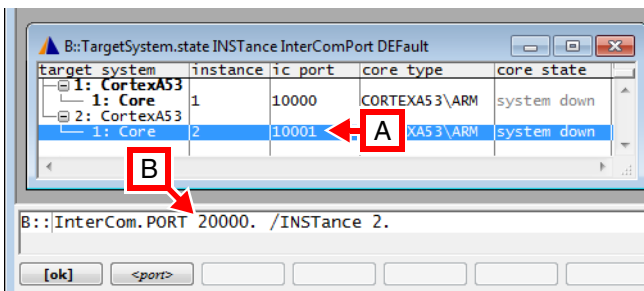 B::TargetSystem.state INSTance InterComPort DEFault
target system instance ic port core type core state
1: CortexA53
1: Core 1 10000 CORTEXA53\ARM system down
2: CortexA53
1: Core 2 10001 XA53\ARM system down
A
B
B::InterCom.PORT 20000. /INSTance 2.
[ok] <port>